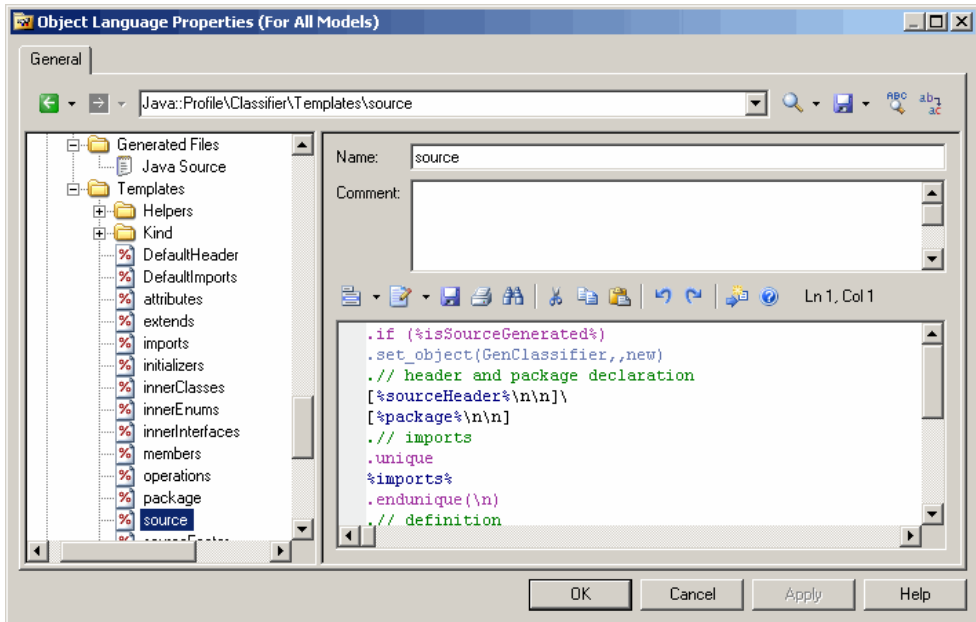 Object Language Properties (For All Models)
General
Java::Profile\Classifier\Templates\source
ABC
ab
ac
Generated Files
Java Source
Templates
Helpers
Kind
DefaultHeader
DefaultImports
attributes
extends
imports
initializers
innerClasses
innerEnums
innerInterfaces
members
operations
package
source
Name:
source
Comment:
Ln 1, Col 1
.if (%isSourceGenerated%)
.set_object(GenClassifier,,new)
.// header and package declaration
[%sourceHeader%\n\n]\
[%package%\n\n]
.// imports
.unique
%imports%
.endunique(\n)
.// definition
OK
Cancel
Apply
Help